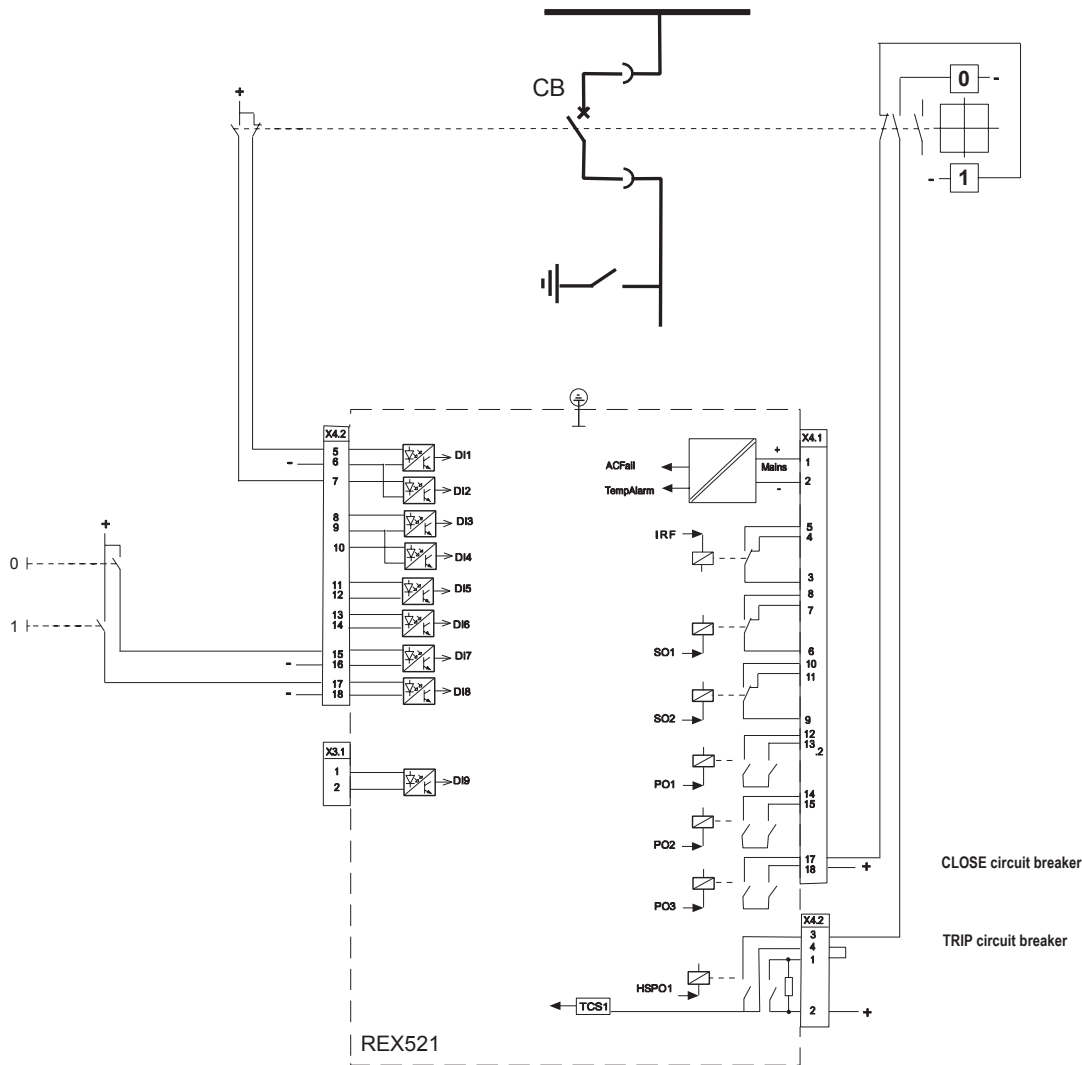 CB
0 -
+
- 1
X4.2
5
- 6
7
8
9
10
11
12
13
14
15
- 16
17
- 18
DI1
DI2
DI3
DI4
DI5
DI6
DI7
DI8
+
0
1
X3.1
1
2
DI9
ACFail
TempAlarm
+
Mains
-
X4.1
1
2
IRF
5
4
3
8
7
SO1
6
10
11
SO2
9
12
13
.2
PO1
14
15
PO2
17
18 +
PO3
CLOSE circuit breaker
X4.2
3
4
1
2 +
TRIP circuit breaker
HSPO1
TCS1
REX521